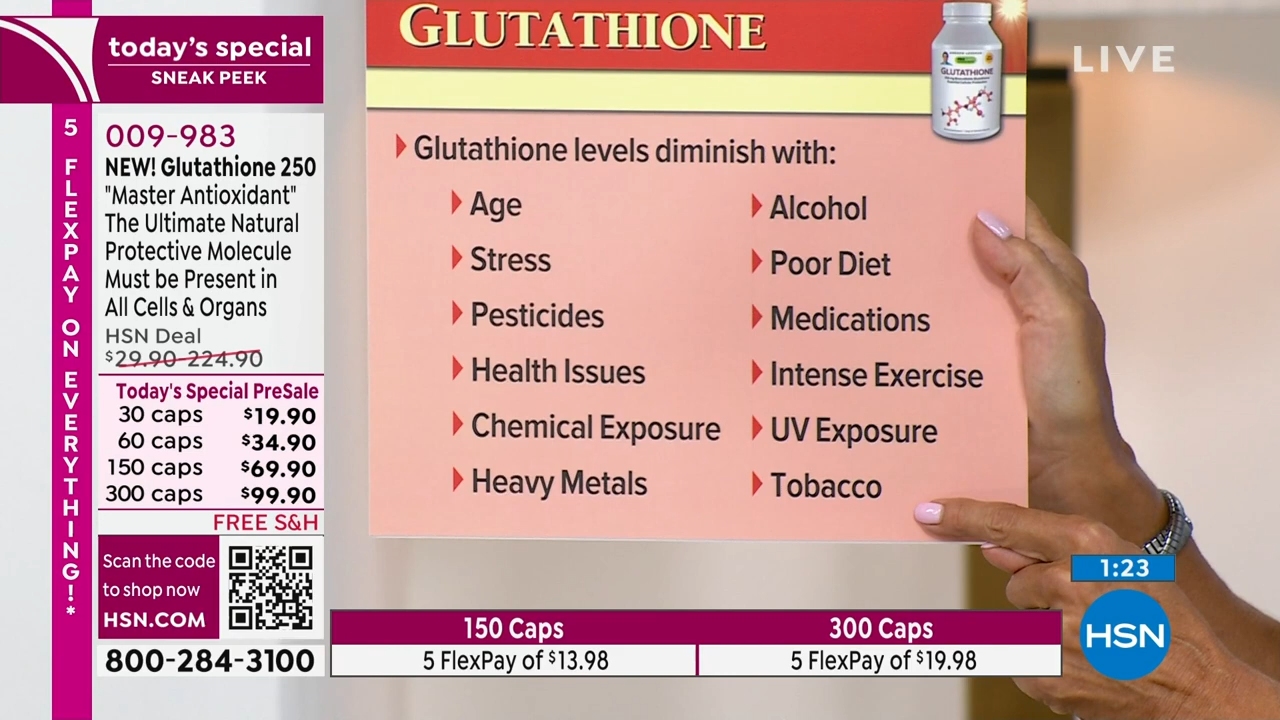 today's special
SNEAK PEEK
5 FLEXPAY ON EVERYTHING!*
009-983
NEW! Glutathione 250
"Master Antioxidant"
The Ultimate Natural
Protective Molecule
Must be Present in
All Cells & Organs
HSN Deal
$29.90-224.90
Today's Special PreSale
30 caps $19.90
60 caps $34.90
150 caps $69.90
300 caps $99.90
FREE S&H
Scan the code
to shop now
HSN.COM
800-284-3100
GLUTATHIONE
GLUTATHIONE
Glutathione levels diminish with:
Age
Stress
Pesticides
Health Issues
Chemical Exposure
Heavy Metals
Alcohol
Poor Diet
Medications
Intense Exercise
UV Exposure
Tobacco
LIVE
150 Caps
5 FlexPay of $13.98
300 Caps
5 FlexPay of $19.98
1:23
HSN